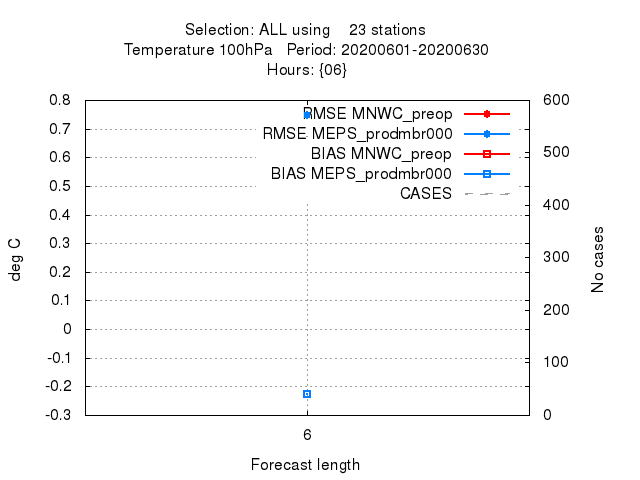 Selection: ALL using 23 stations
Temperature 100hPa Period: 20200601-20200630
Hours: {06}
RMSE MNWC_preop
RMSE MEPS_prodmbr000
BIAS MNWC_preop
BIAS MEPS_prodmbr000
CASES
deg C
0.8
0.7
0.6
0.5
0.4
0.3
0.2
0.1
0
-0.1
-0.2
-0.3
600
500
400
300
200
100
0
No cases
6
Forecast length